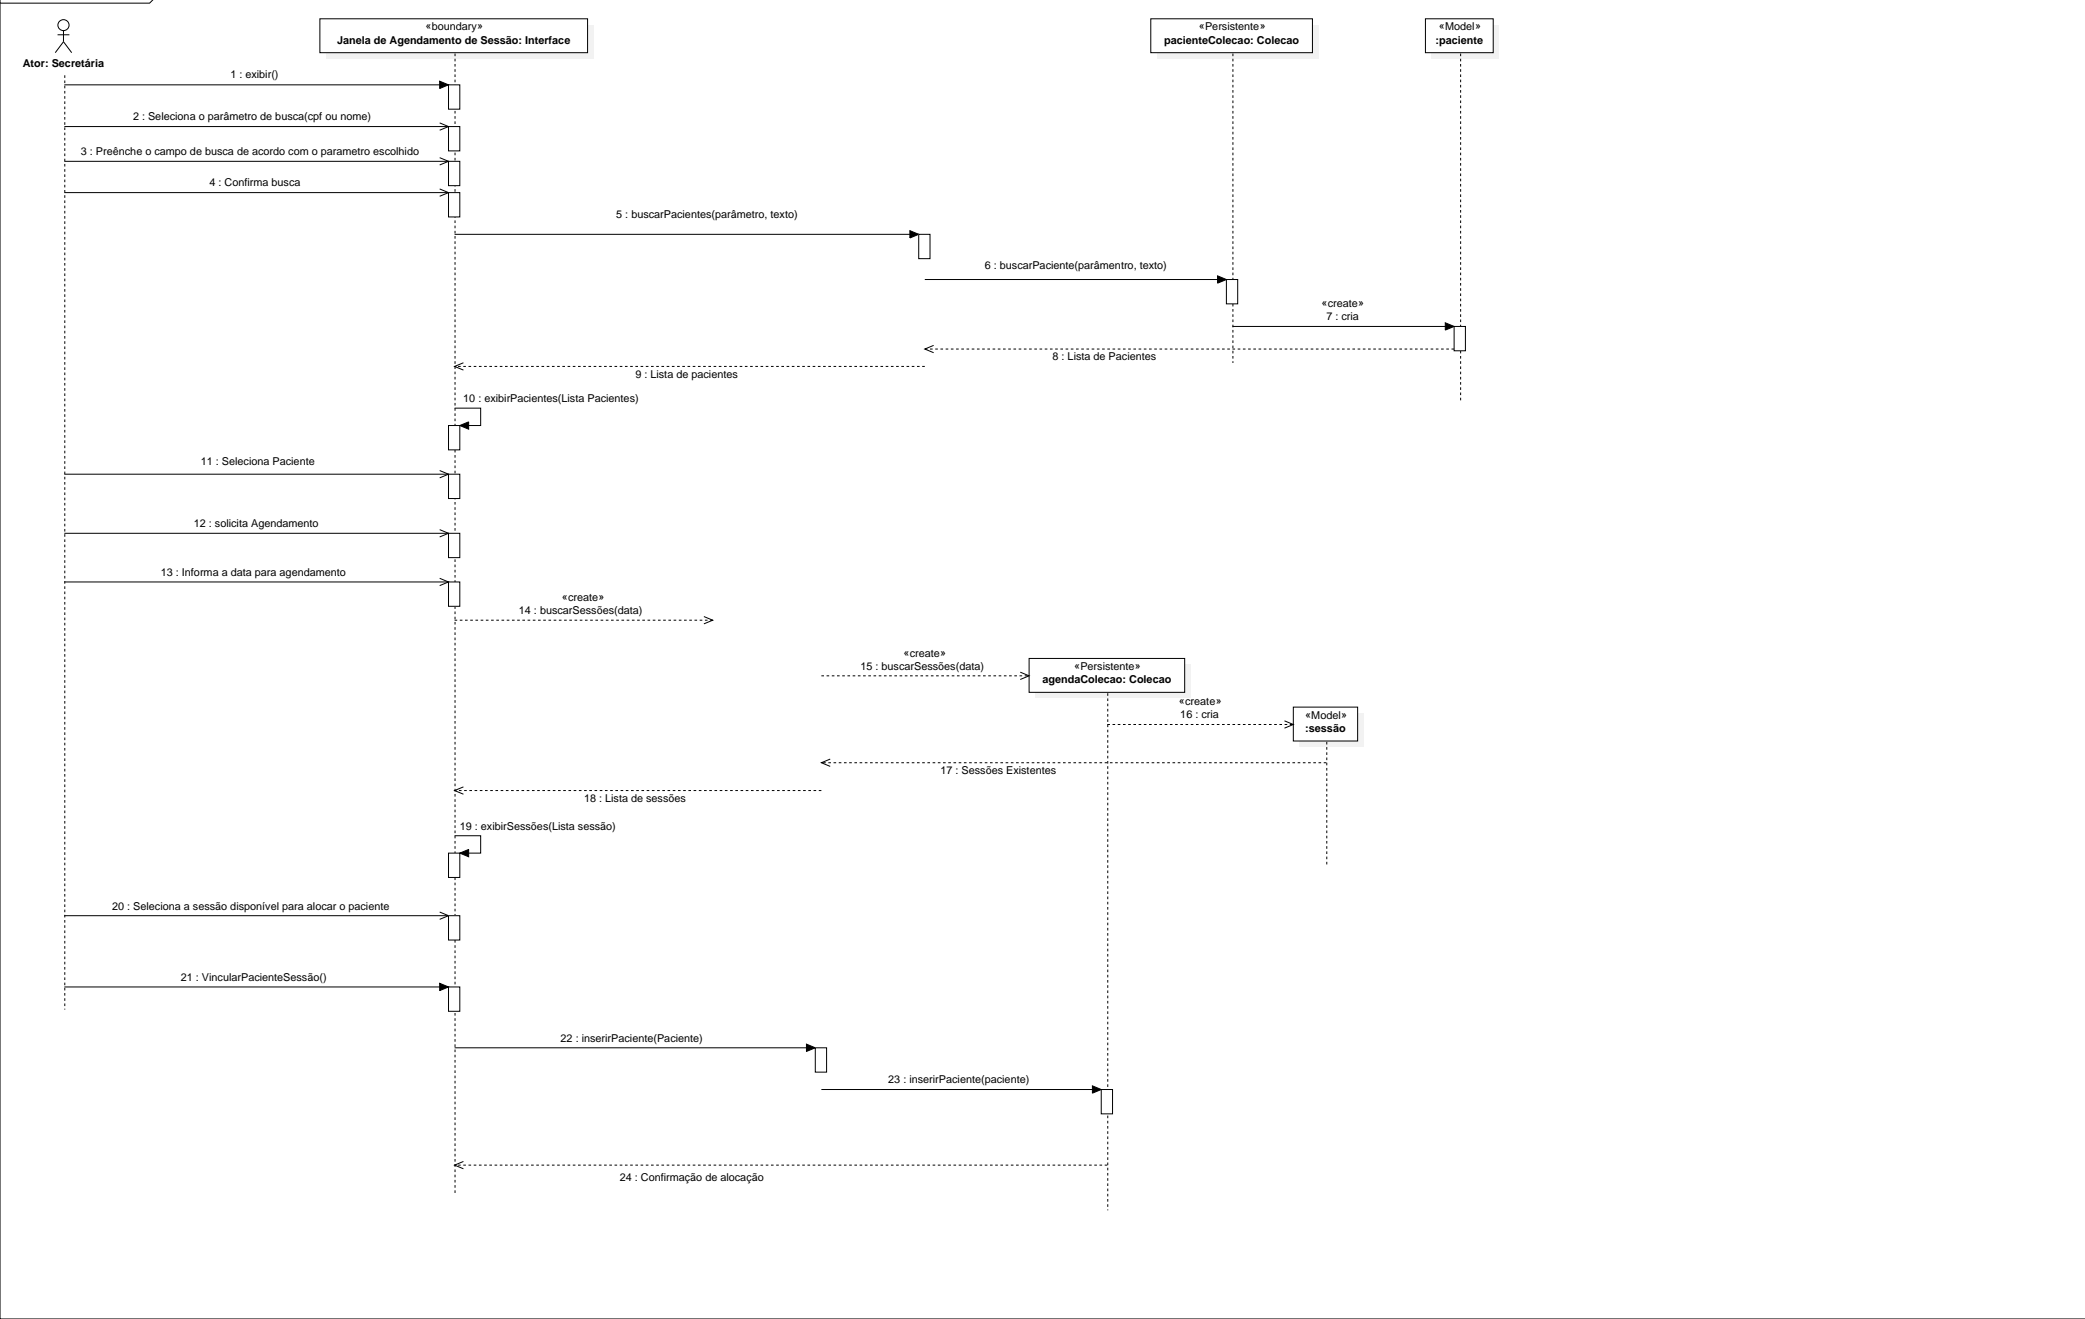 «boundary»
Janela de Agendamento de Sessão: Interface
«Persistente»
pacienteColecao: Colecao
«Model»
:paciente
Ator: Secretária
1 : exibir()
2 : Seleciona o parâmetro de busca(cpf ou nome)
3 : Preênche o campo de busca de acordo com o parametro escolhido
4 : Confirma busca
5 : buscarPacientes(parâmetro, texto)
6 : buscarPaciente(parâmentro, texto)
«create»
7 : cria
8 : Lista de Pacientes
9 : Lista de pacientes
10 : exibirPacientes(Lista Pacientes)
11 : Seleciona Paciente
12 : solicita Agendamento
13 : Informa a data para agendamento
«create»
14 : buscarSessões(data)
«create»
15 : buscarSessões(data)
«Persistente»
agendaColecao: Colecao
«create»
16 : cria
«Model»
:sessão
17 : Sessões Existentes
18 : Lista de sessões
19 : exibirSessões(Lista sessão)
20 : Seleciona a sessão disponível para alocar o paciente
21 : VincularPacienteSessão()
22 : inserirPaciente(Paciente)
23 : inserirPaciente(paciente)
24 : Confirmação de alocação